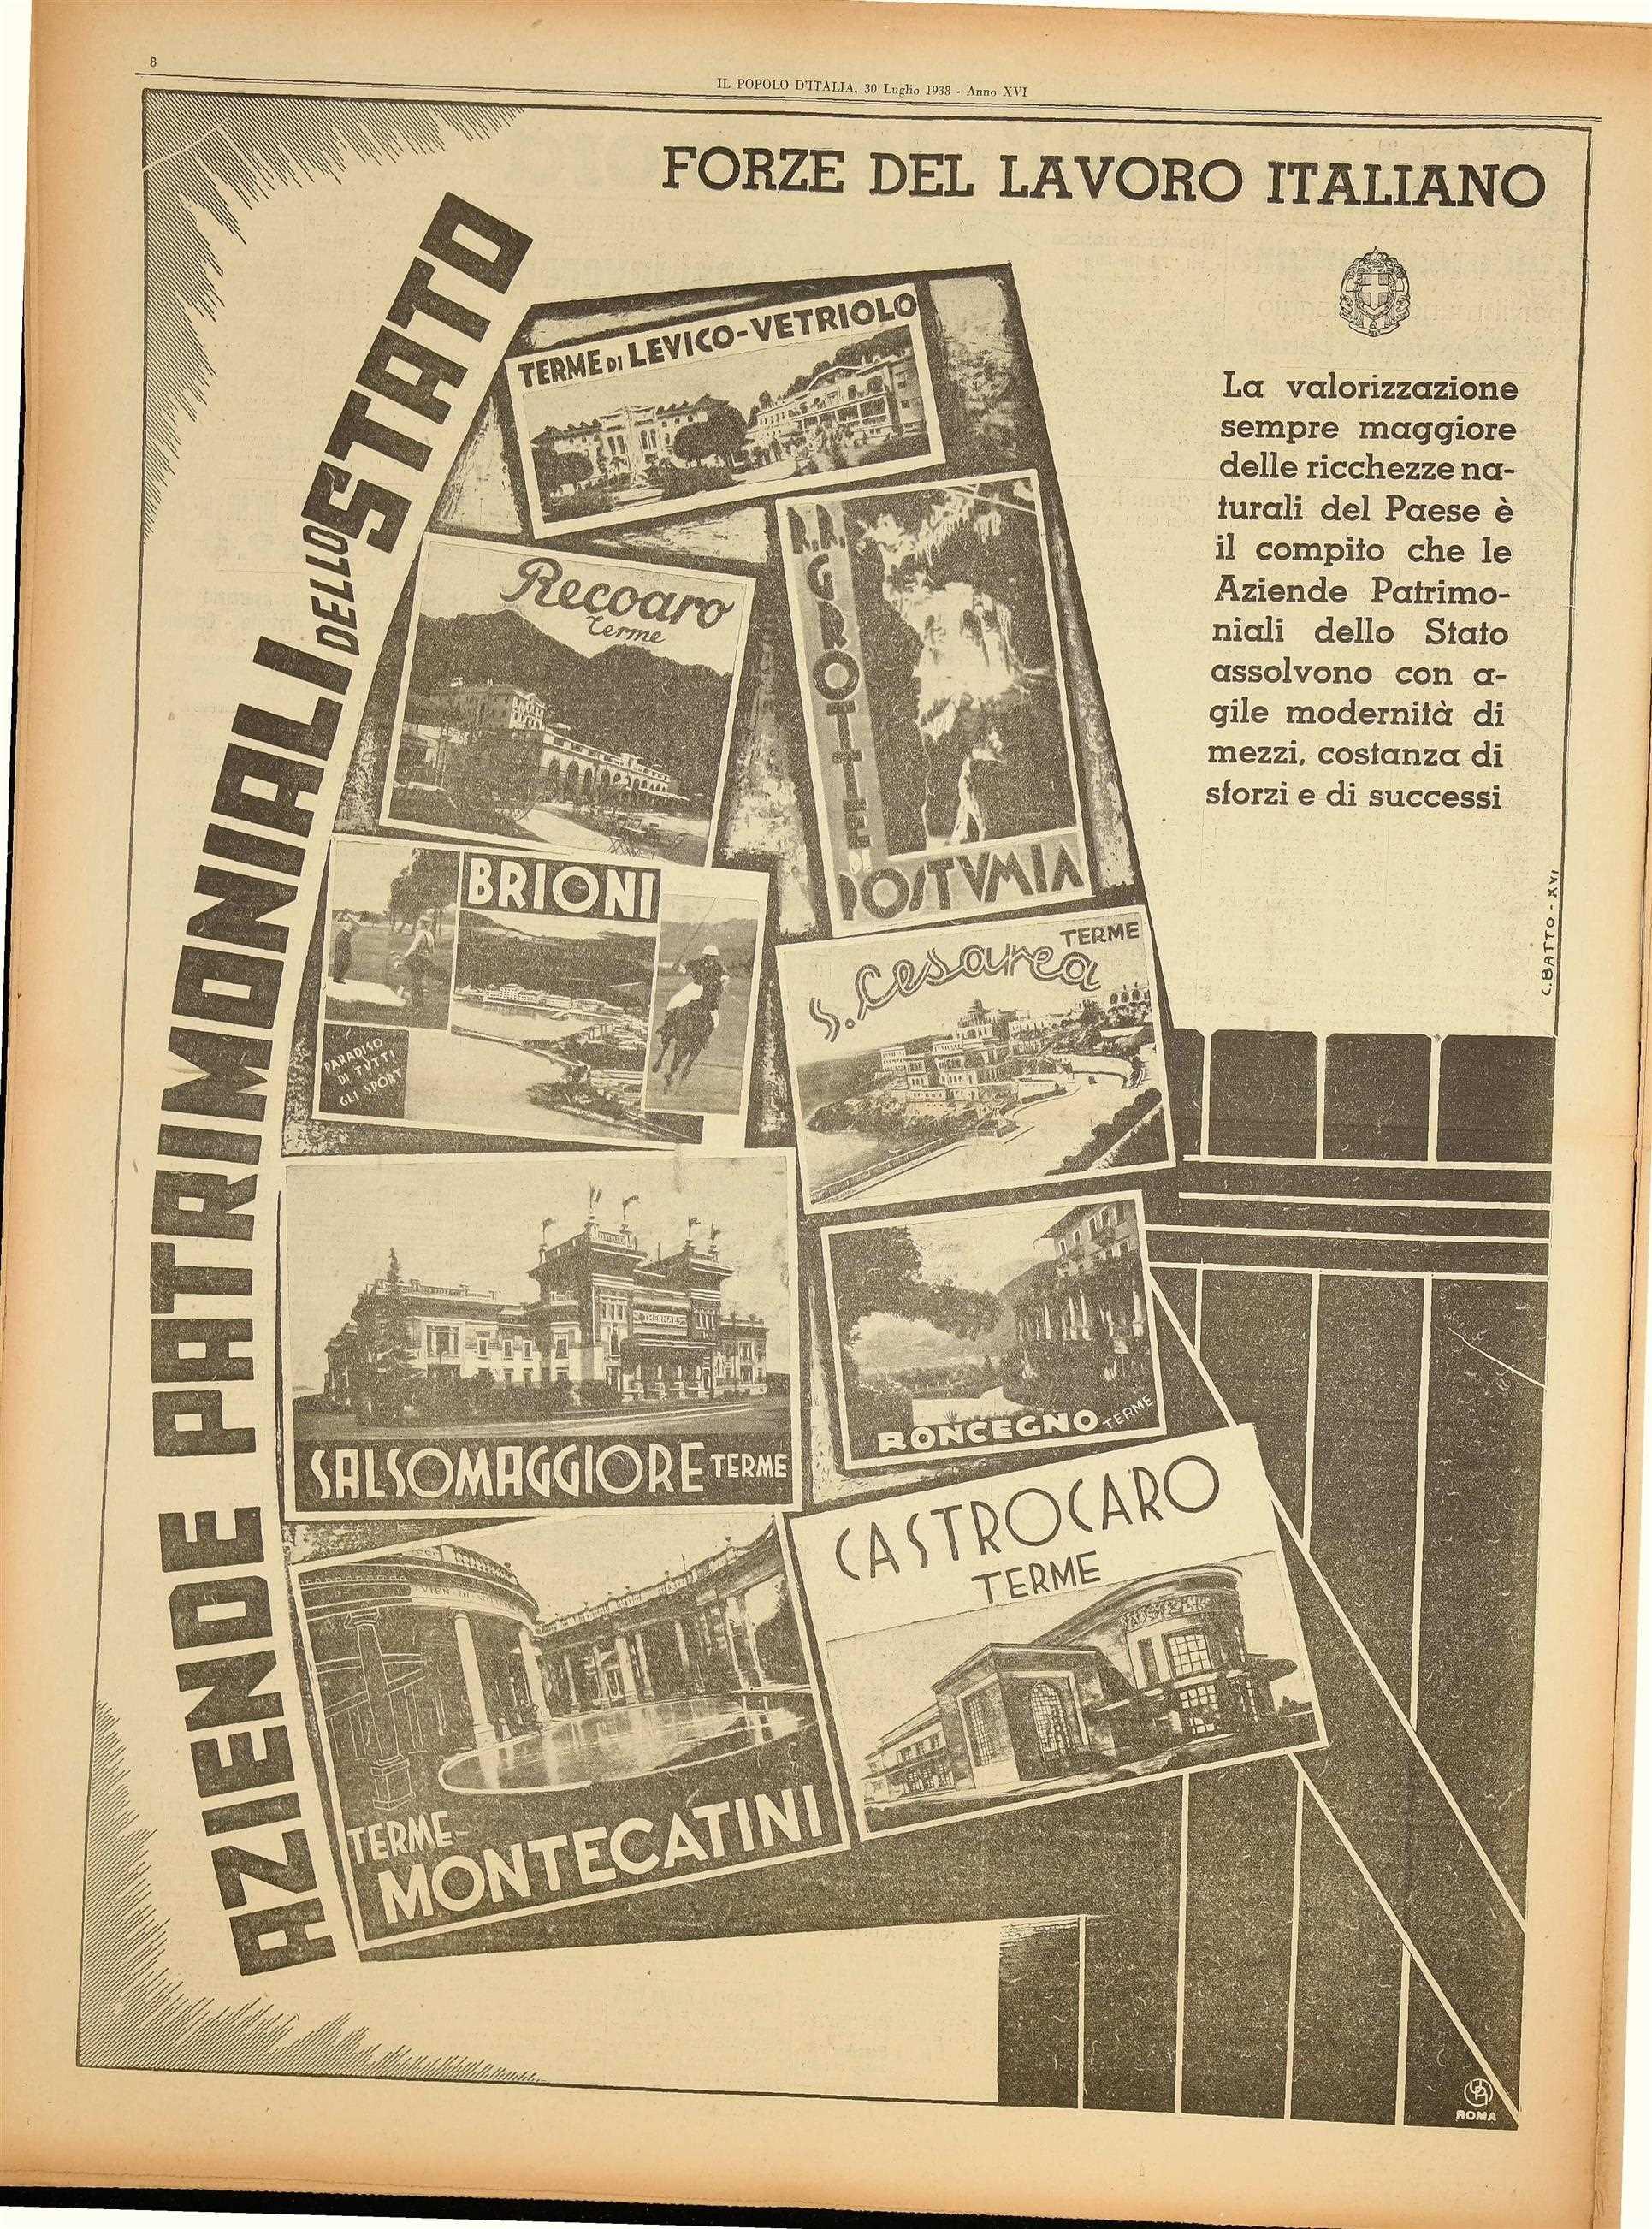 8
IL POPOLO D'ITALIA, 30 Luglio 1938 - Anno XVI
FORZE DEL LAVORO ITALIANO
AZIENDE PATRIMONIALI DELLO STATO
La valorizzazione
sempre maggiore
delle ricchezze na-
turali del Paese è
il compito che le
Aziende Patrimo-
niali dello Stato
assolvono con a-
gile modernità di
mezzi, costanza di
sforzi e di successi
C. BATTO - XVI
TERME DI LEVICO-VETRIOLO
Recoaro
Terme
R.R. GROTTE DI
POSTVMIA
BRIONI
PARADISO
DI TVTTI
GLI SPORT
TERME
S. Cesarea
THERMAE
SALSOMAGGIORE TERME
RONCEGNO TERME
CASTROCARO
TERME
TERME
MONTECATINI
ROMA